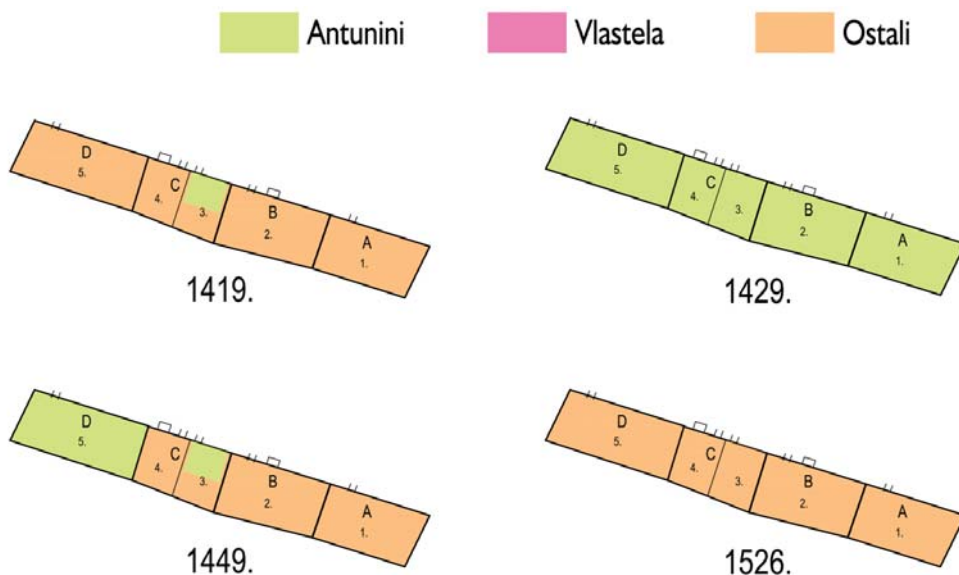 Antunini Vlastela Ostali
D 5. C 4. 3. B 2. A 1.
1419.
D 5. C 4. 3. B 2. A 1.
1429.
D 5. C 4. 3. B 2. A 1.
1449.
D 5. C 4. 3. B 2. A 1.
1526.